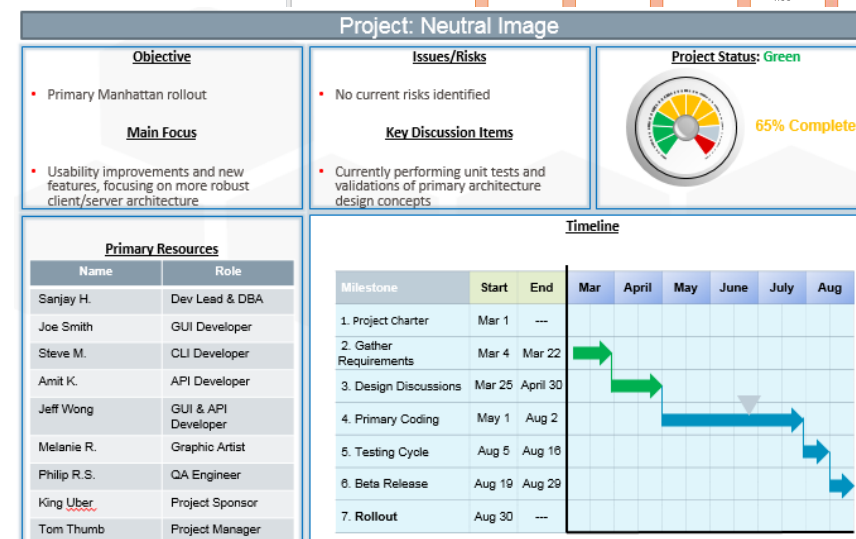 Project: Neutral Image
Objective
• Primary Manhattan rollout
Main Focus
• Usability improvements and new
features, focusing on more robust
client/server architecture
Issues/Risks
• No current risks identified
Key Discussion Items
• Currently performing unit tests and
validations of primary architecture
design concepts
Project Status: Green
65% Complete
Primary Resources
Name Role
Sanjay H. Dev Lead & DBA
Joe Smith GUI Developer
Steve M. CLI Developer
Amit K. API Developer
Jeff Wong GUI & API
Developer
Melanie R. Graphic Artist
Philip R.S. QA Engineer
King Uber Project Sponsor
Tom Thumb Project Manager
Timeline
Milestone Start End Mar April May June July Aug
1. Project Charter Mar 1 ---
2. Gather
Requirements Mar 4 Mar 22
3. Design Discussions Mar 25 April 30
4. Primary Coding May 1 Aug 2
5. Testing Cycle Aug 5 Aug 16
6. Beta Release Aug 19 Aug 29
7. Rollout Aug 30 ---